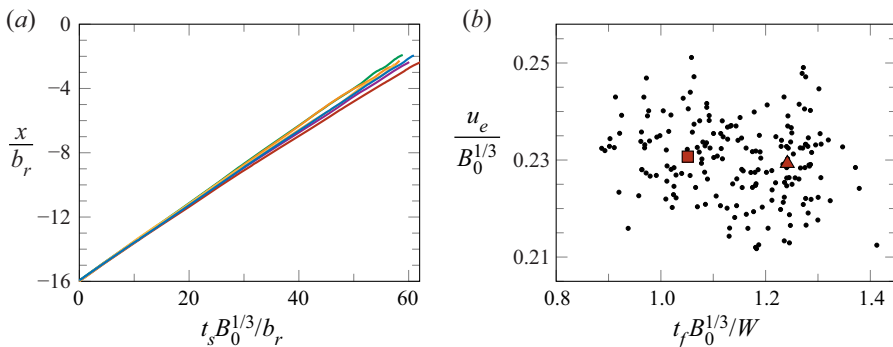 (a)
0
−4
−8
−12
−16
x
b_r
0
20
40
60
t_s B_0^{1/3}/b_r
(b)
0.25
0.23
0.21
u_e
B_0^{1/3}
0.8
1.0
1.2
1.4
t_f B_0^{1/3}/W